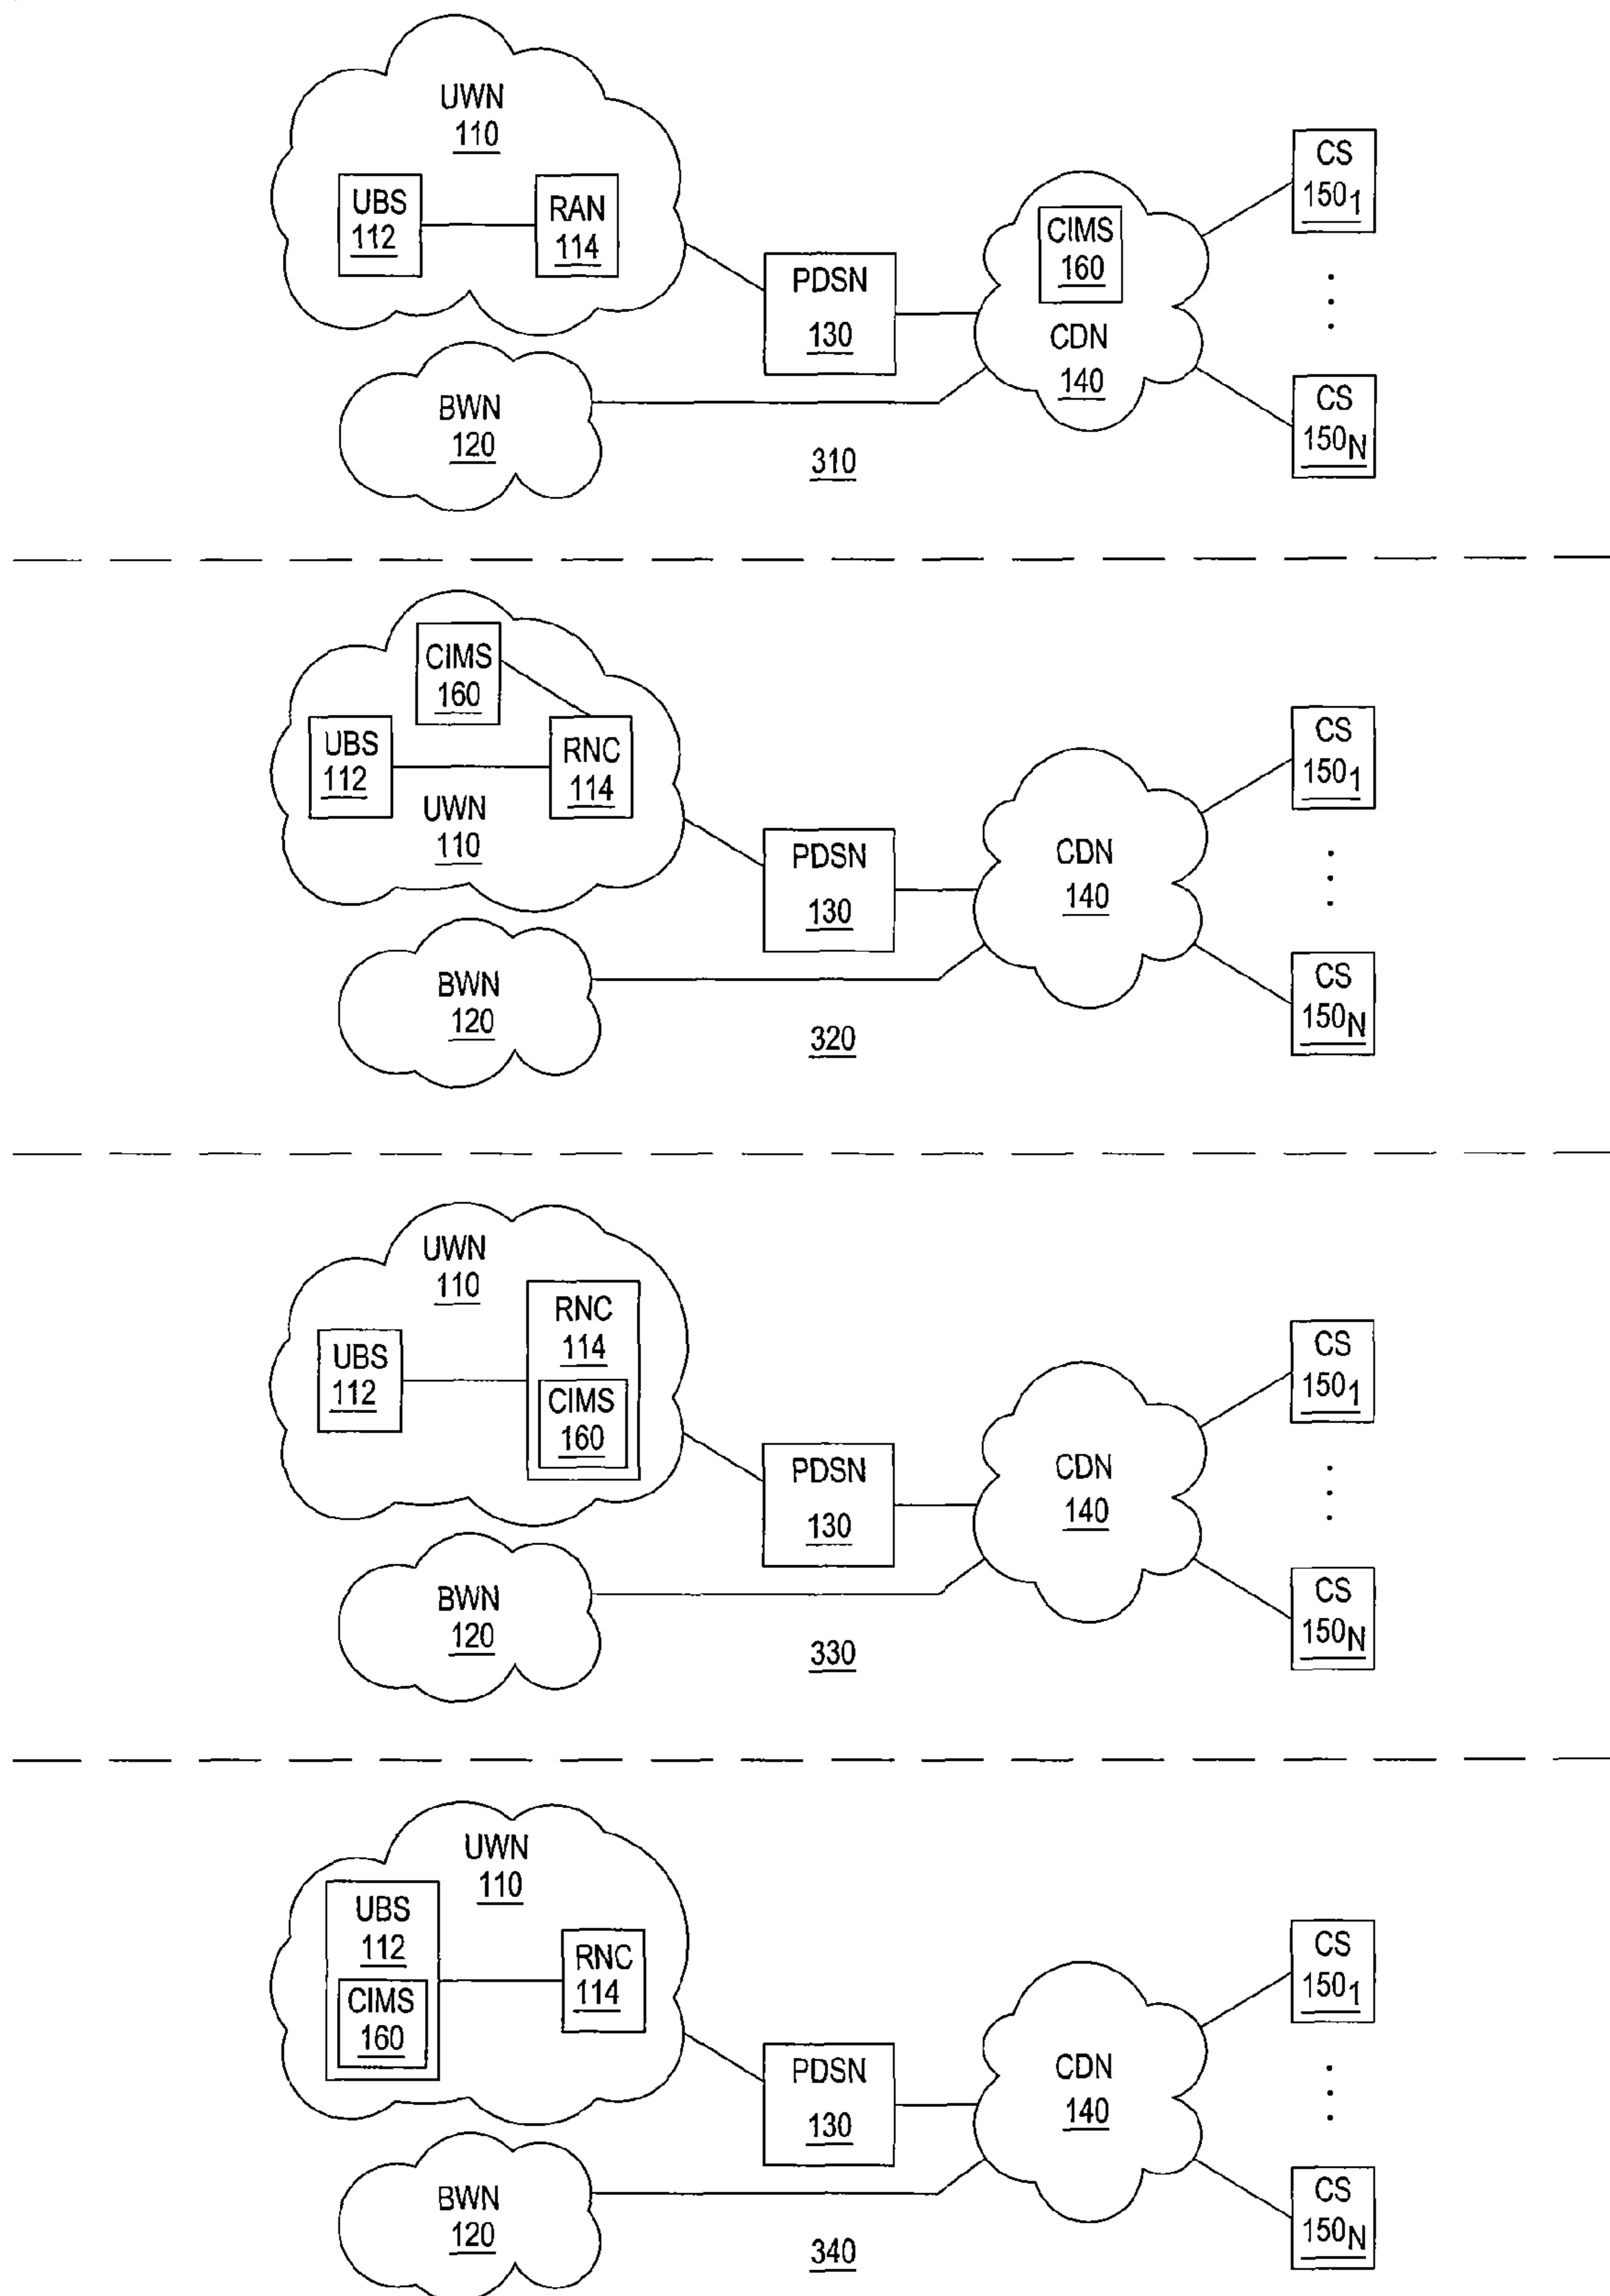 UWN
110
UBS
112
RAN
114
PDSN
130
CIMS
160
CDN
140
CS
150₁
CS
150N
BWN
120
310
CIMS
160
UBS
112
RNC
114
UWN
110
PDSN
130
CDN
140
CS
150₁
CS
150N
BWN
120
320
UWN
110
UBS
112
RNC
114
CIMS
160
PDSN
130
CDN
140
CS
150₁
CS
150N
BWN
120
330
UWN
110
UBS
112
CIMS
160
RNC
114
PDSN
130
CDN
140
CS
150₁
CS
150N
BWN
120
340